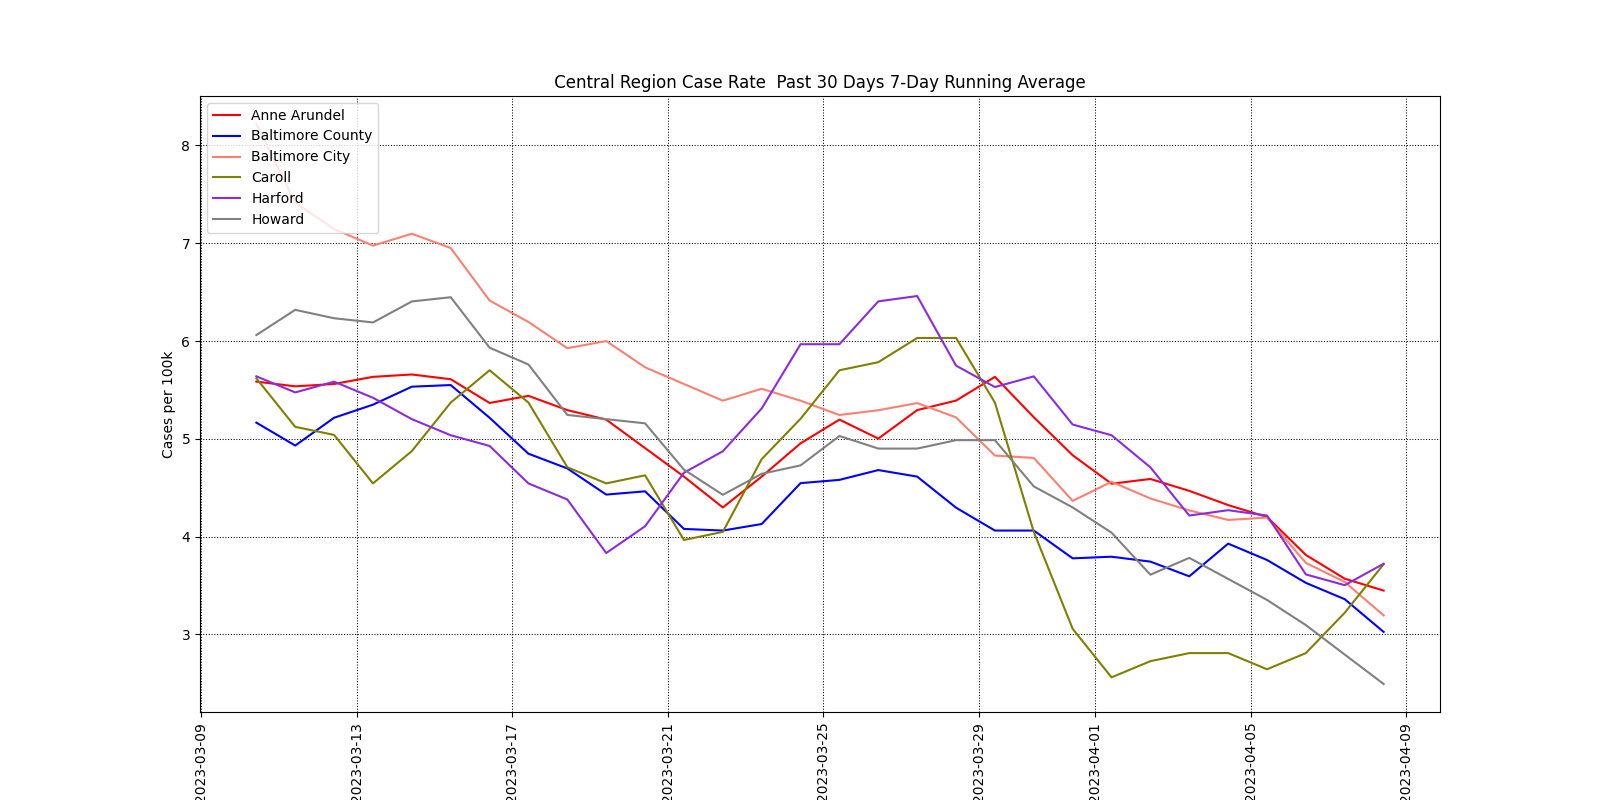 Central Region Case Rate  Past 30 Days 7-Day Running Average
Anne Arundel
Baltimore County
Baltimore City
Caroll
Harford
Howard
Cases per 100k
8
7
6
5
4
3
2023-03-09
2023-03-13
2023-03-17
2023-03-21
2023-03-25
2023-03-29
2023-04-01
2023-04-05
2023-04-09